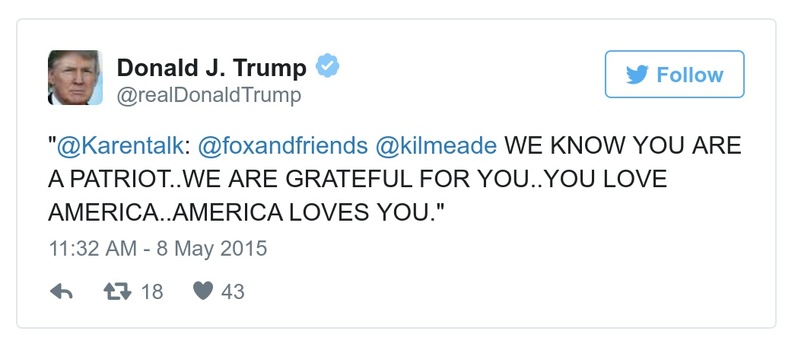 Donald J. Trump
@realDonaldTrump
Follow
"@Karentalk: @foxandfriends @kilmeade WE KNOW YOU ARE
A PATRIOT..WE ARE GRATEFUL FOR YOU..YOU LOVE
AMERICA..AMERICA LOVES YOU."
11:32 AM - 8 May 2015
18 43